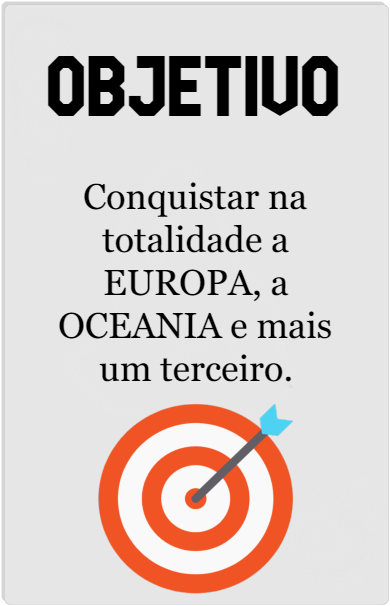 OBJETIVO
Conquistar na
totalidade a
EUROPA, a
OCEANIA e mais
um terceiro.